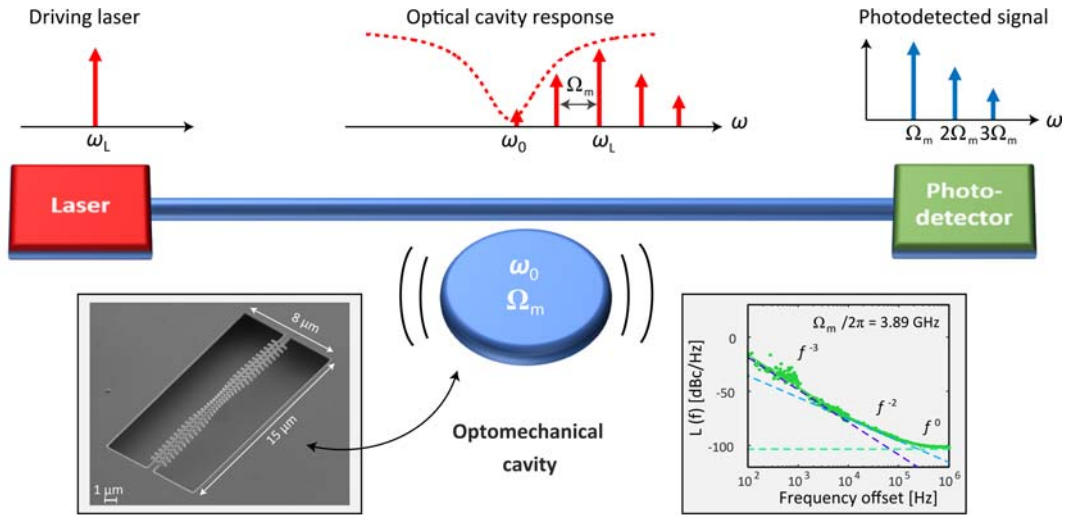 Driving laser
ω_L
Optical cavity response
Ω_m
ω_0
ω_L
ω
Photodetected signal
Ω_m 2Ω_m 3Ω_m
ω
Laser
Photo-
detector
ω_0
Ω_m
8 μm
15 μm
1 μm
Optomechanical
cavity
Ω_m /2π = 3.89 GHz
L (f) [dBc/Hz]
0
-50
-100
f^-3
f^-2
f^0
10^2 10^3 10^4 10^5 10^6
Frequency offset [Hz]